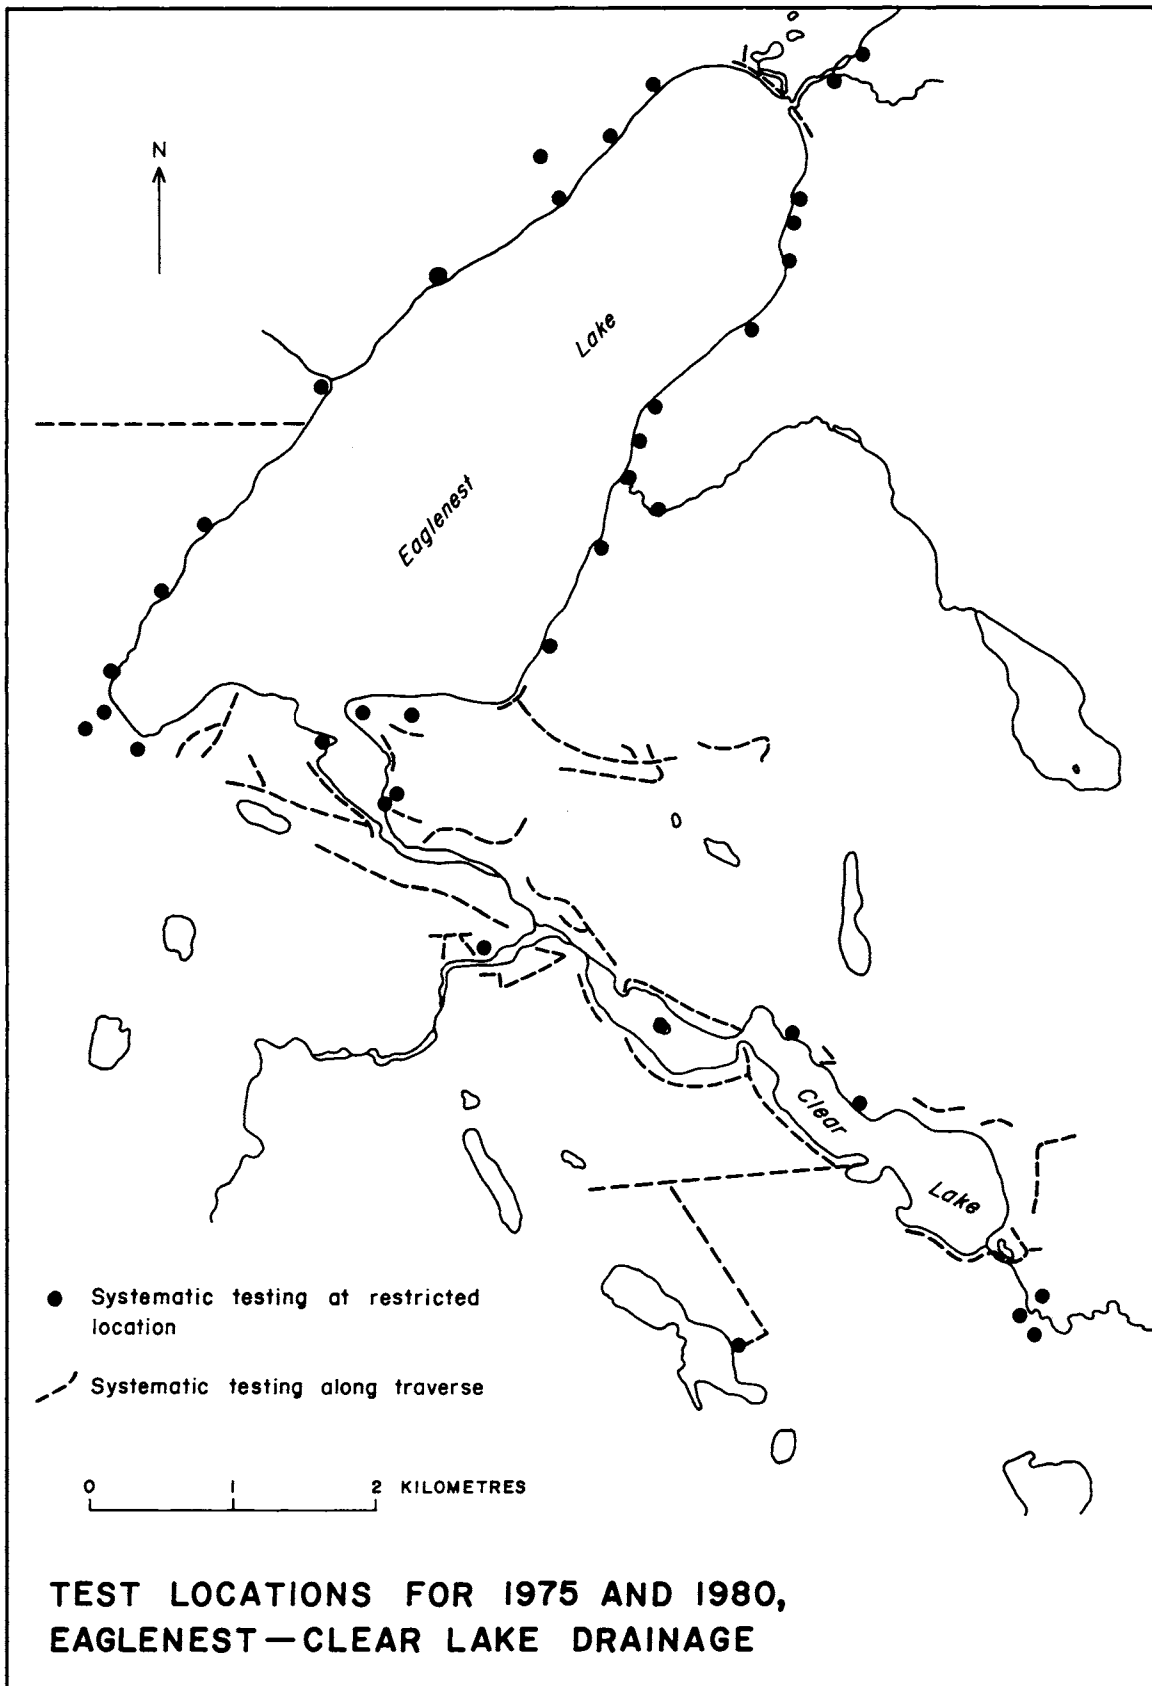 N
Lake
Eaglenest
Clear
Lake
Systematic testing at restricted
location
Systematic testing along traverse
0 1 2 KILOMETRES
TEST LOCATIONS FOR 1975 AND 1980,
EAGLENEST—CLEAR LAKE DRAINAGE